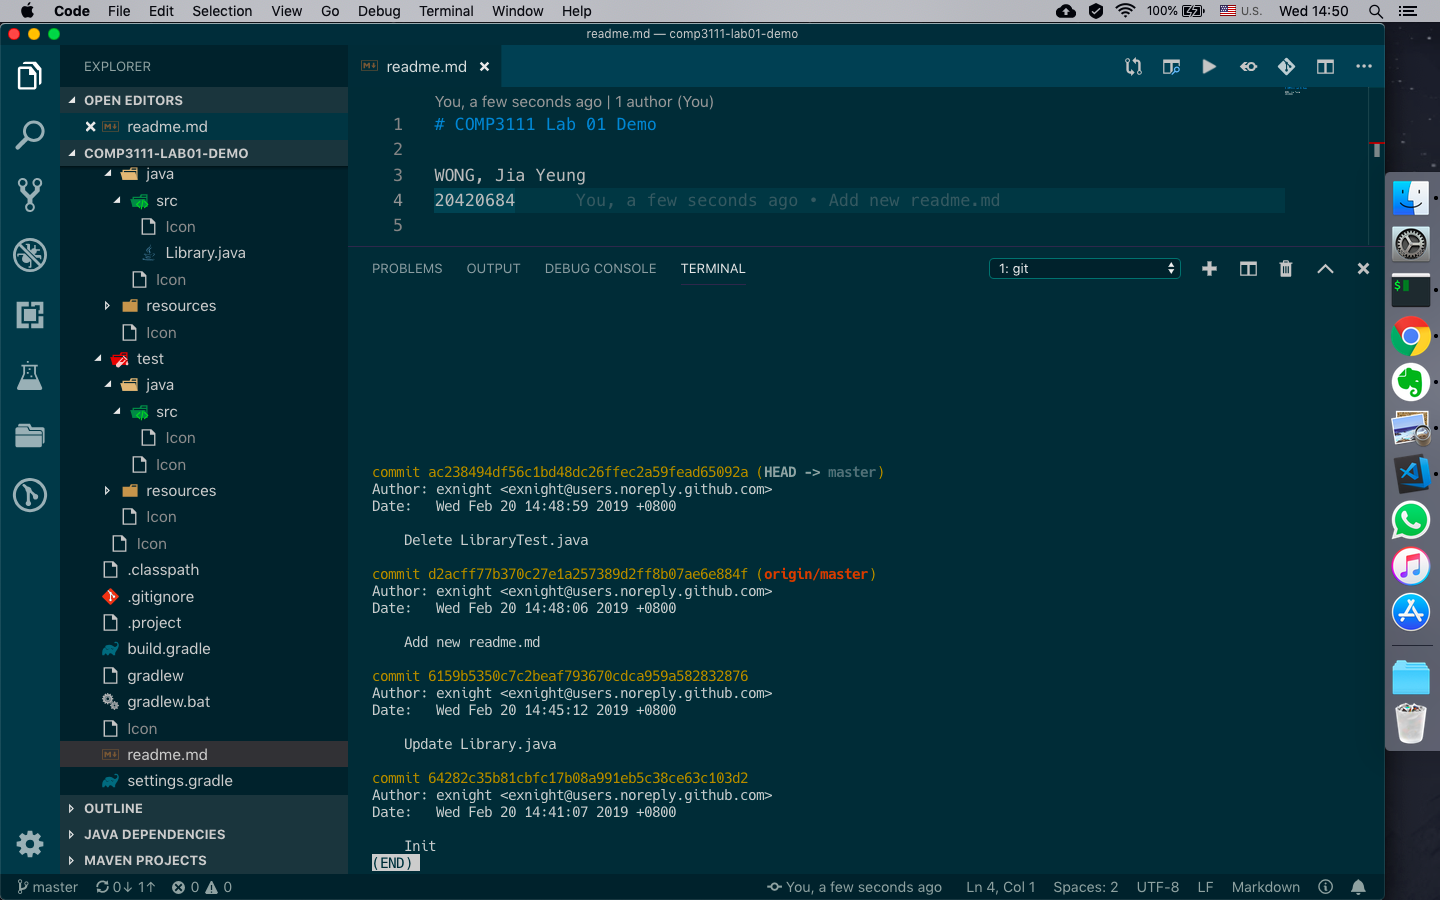 Code File Edit Selection View Go Debug Terminal Window Help 100% U.S. Wed 14:50
readme.md — comp3111-lab01-demo
EXPLORER
OPEN EDITORS
readme.md
COMP3111-LAB01-DEMO
java
src
Icon
Library.java
Icon
resources
Icon
test
java
src
Icon
Icon
resources
Icon
Icon
.classpath
.gitignore
.project
build.gradle
gradlew
gradlew.bat
Icon
readme.md
settings.gradle
OUTLINE
JAVA DEPENDENCIES
MAVEN PROJECTS
readme.md
You, a few seconds ago | 1 author (You)
1 # COMP3111 Lab 01 Demo
2
3 WONG, Jia Yeung
4 20420684 You, a few seconds ago • Add new readme.md
5
PROBLEMS OUTPUT DEBUG CONSOLE TERMINAL 1: git
commit ac238494df56c1bd48dc26ffec2a59fead65092a (HEAD -> master)
Author: exnight <exnight@users.noreply.github.com>
Date: Wed Feb 20 14:48:59 2019 +0800
Delete LibraryTest.java
commit d2acff77b370c27e1a257389d2ff8b07ae6e884f (origin/master)
Author: exnight <exnight@users.noreply.github.com>
Date: Wed Feb 20 14:48:06 2019 +0800
Add new readme.md
commit 6159b5350c7c2beaf793670cdca959a582832876
Author: exnight <exnight@users.noreply.github.com>
Date: Wed Feb 20 14:45:12 2019 +0800
Update Library.java
commit 64282c35b81cbfc17b08a991eb5c38ce63c103d2
Author: exnight <exnight@users.noreply.github.com>
Date: Wed Feb 20 14:41:07 2019 +0800
Init
(END)
master 0↓ 1↑ 0 0 You, a few seconds ago Ln 4, Col 1 Spaces: 2 UTF-8 LF Markdown